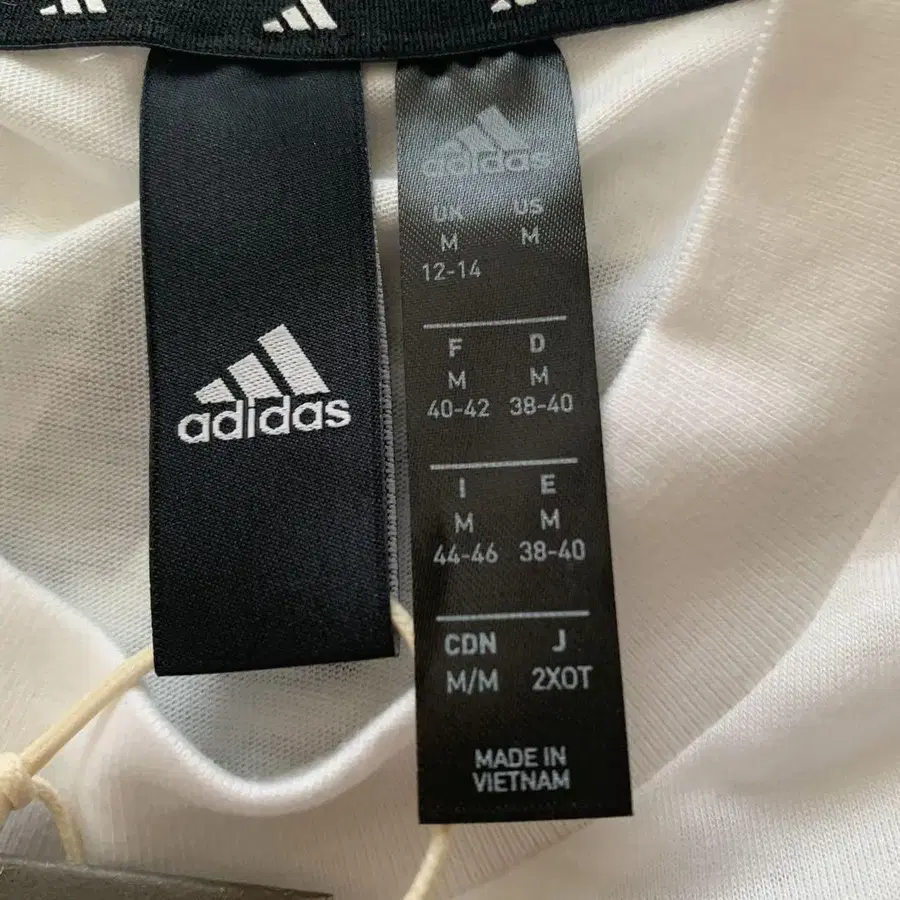 adidas
adidas
UK US
M M
12-14
F D
M M
40-42 38-40
I E
M M
44-46 38-40
CDN J
M/M 2XOT
MADE IN
VIETNAM